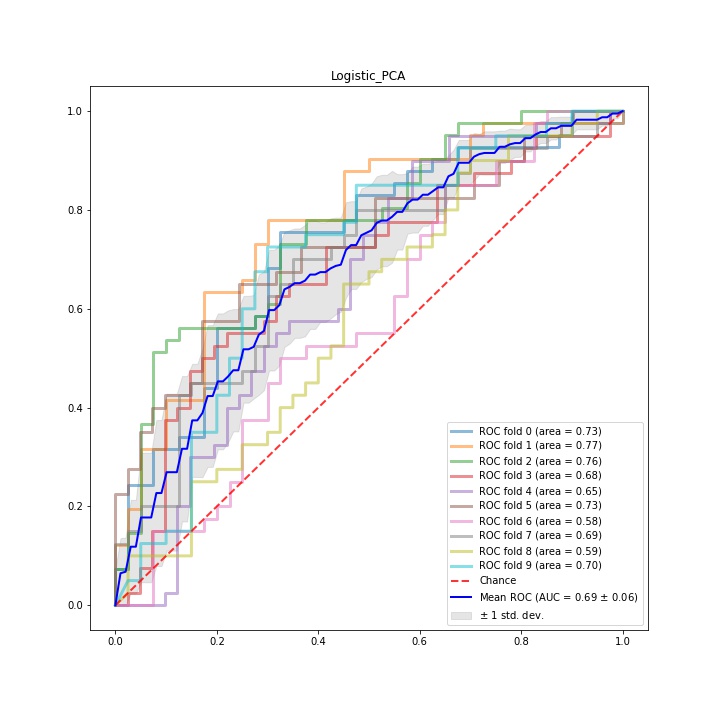 Logistic_PCA
1.0
0.8
0.6
0.4
0.2
0.0
0.0 0.2 0.4 0.6 0.8 1.0
ROC fold 0 (area = 0.73)
ROC fold 1 (area = 0.77)
ROC fold 2 (area = 0.76)
ROC fold 3 (area = 0.68)
ROC fold 4 (area = 0.65)
ROC fold 5 (area = 0.73)
ROC fold 6 (area = 0.58)
ROC fold 7 (area = 0.69)
ROC fold 8 (area = 0.59)
ROC fold 9 (area = 0.70)
Chance
Mean ROC (AUC = 0.69 ± 0.06)
± 1 std. dev.